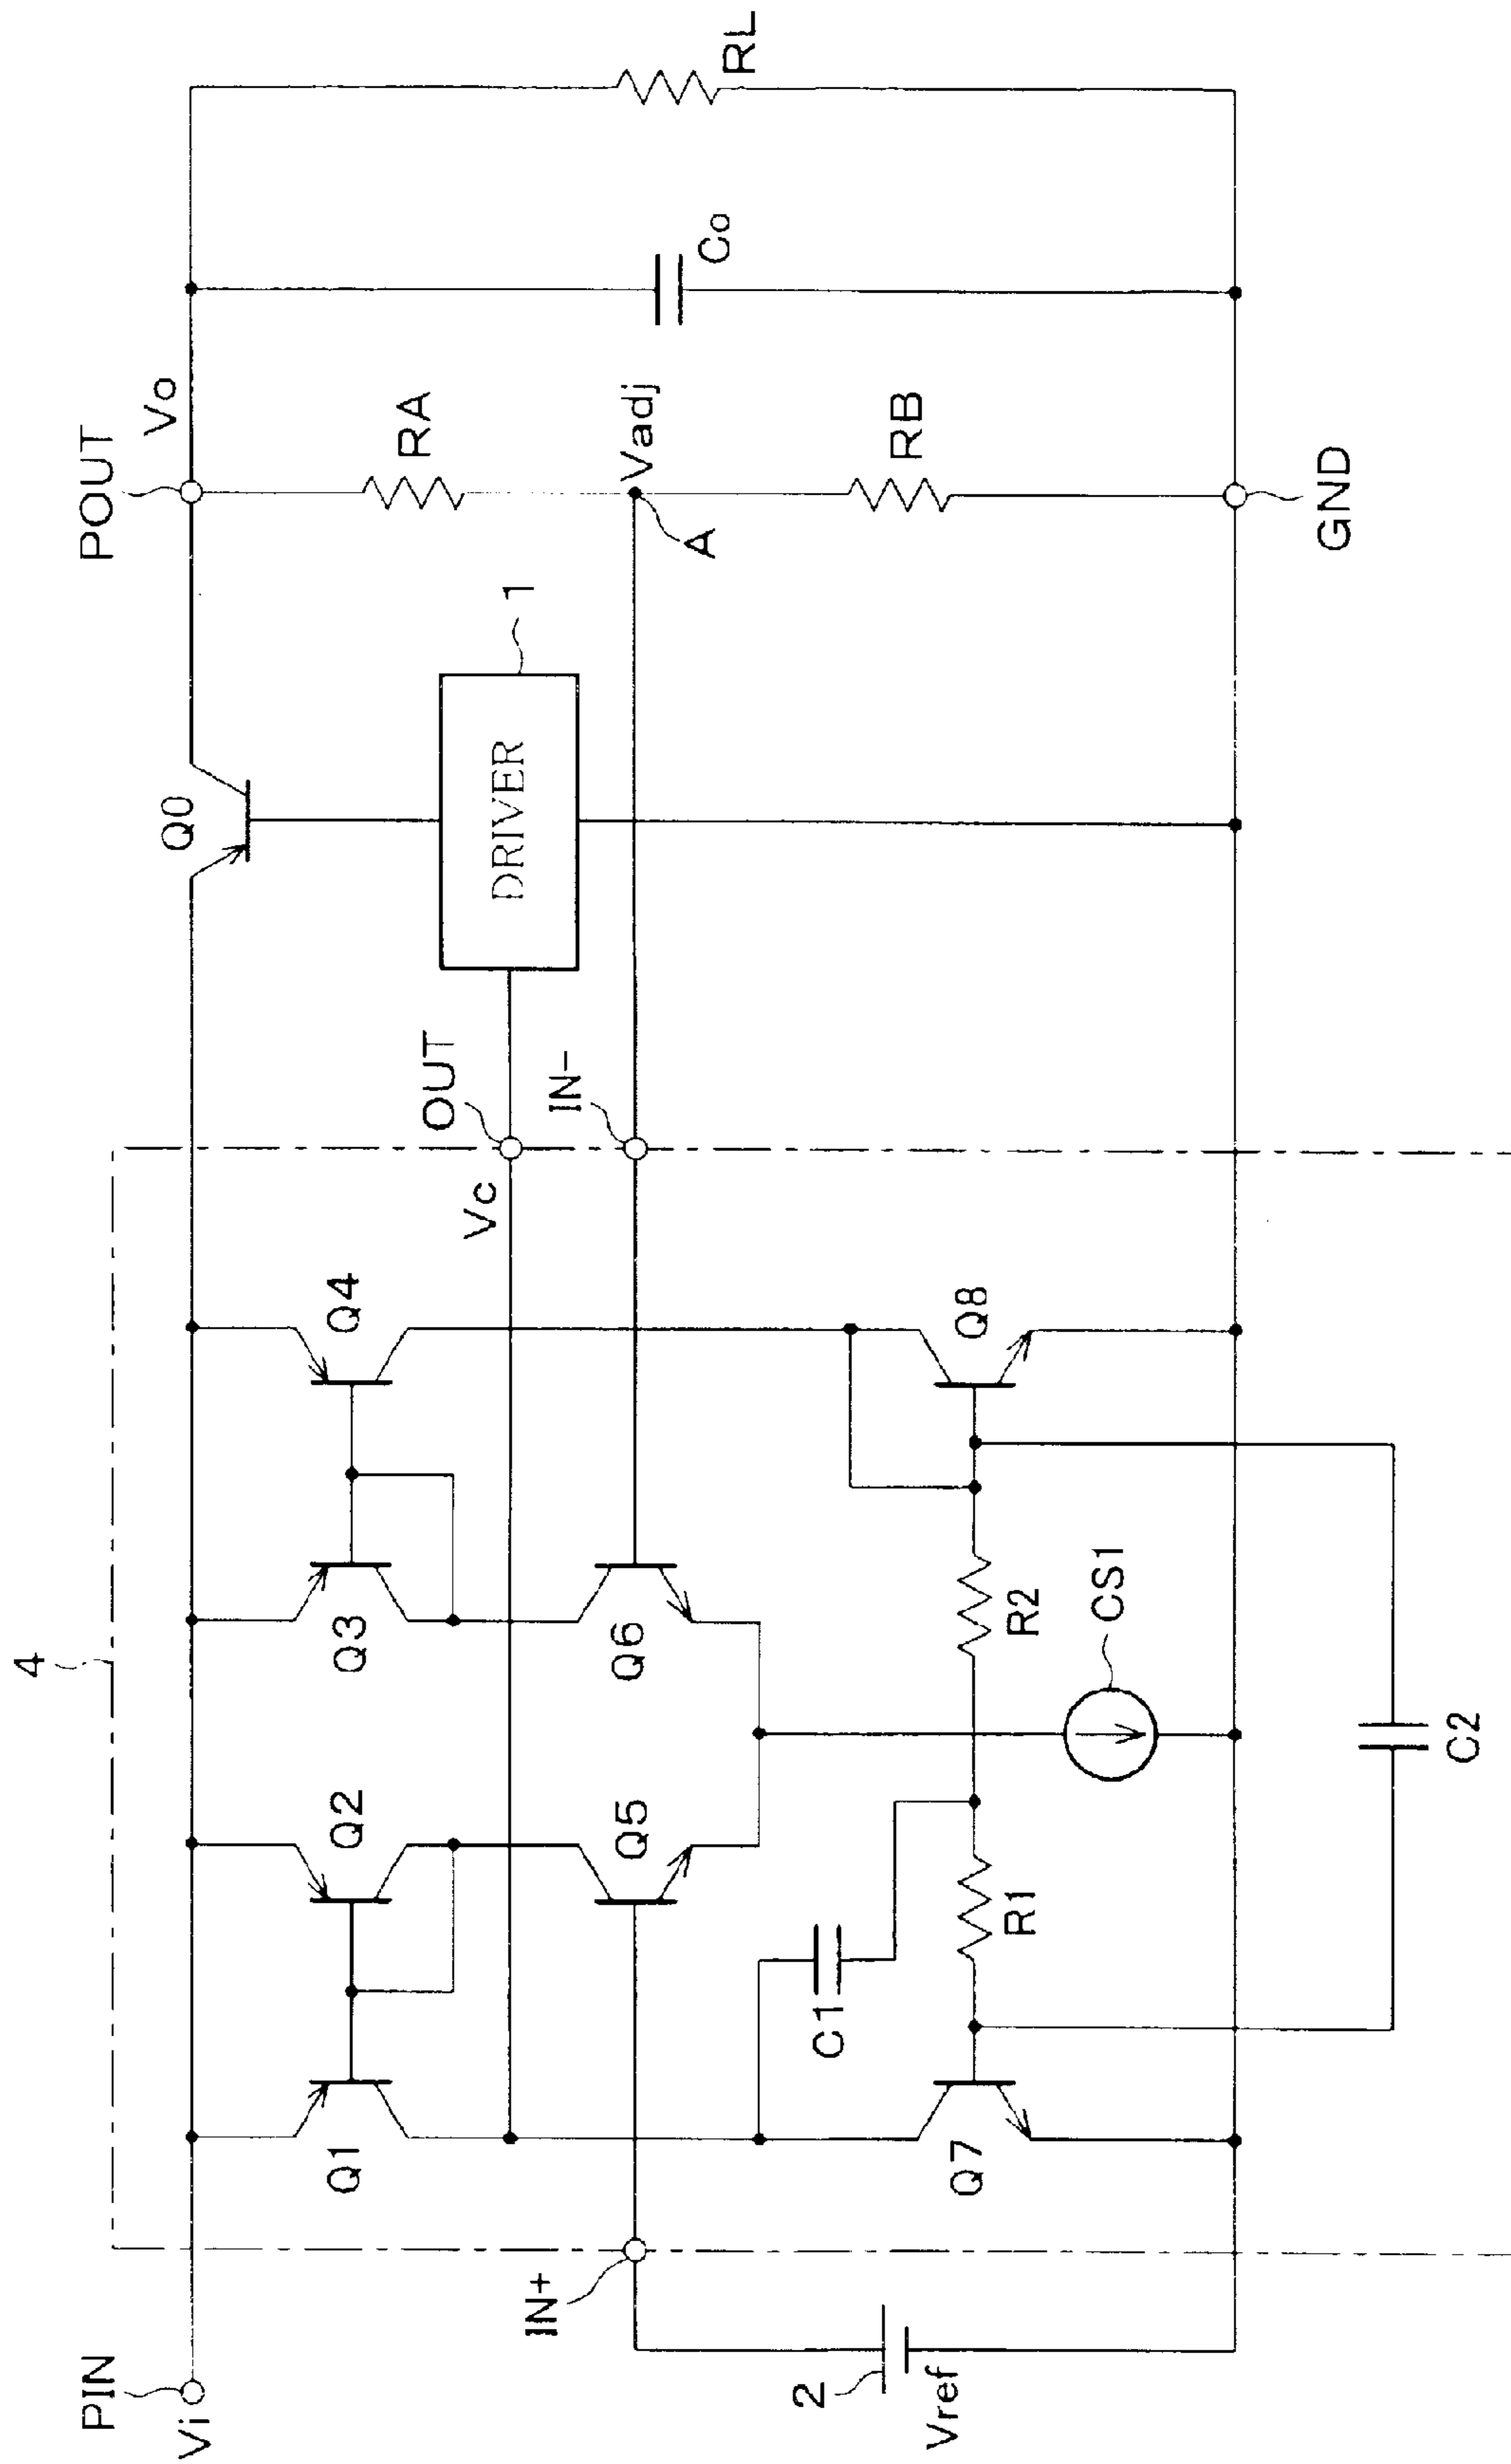 4
PIN
Vi
Q0
POUT
Vo
Q1
Q2
Q3
Q4
OUT
Vc
DRIVER
1
RA
Co
RL
IN+
Q5
Q6
IN-
Vadj
A
2
Vref
C1
Q7
R1
R2
Q8
RB
CS1
GND
C2